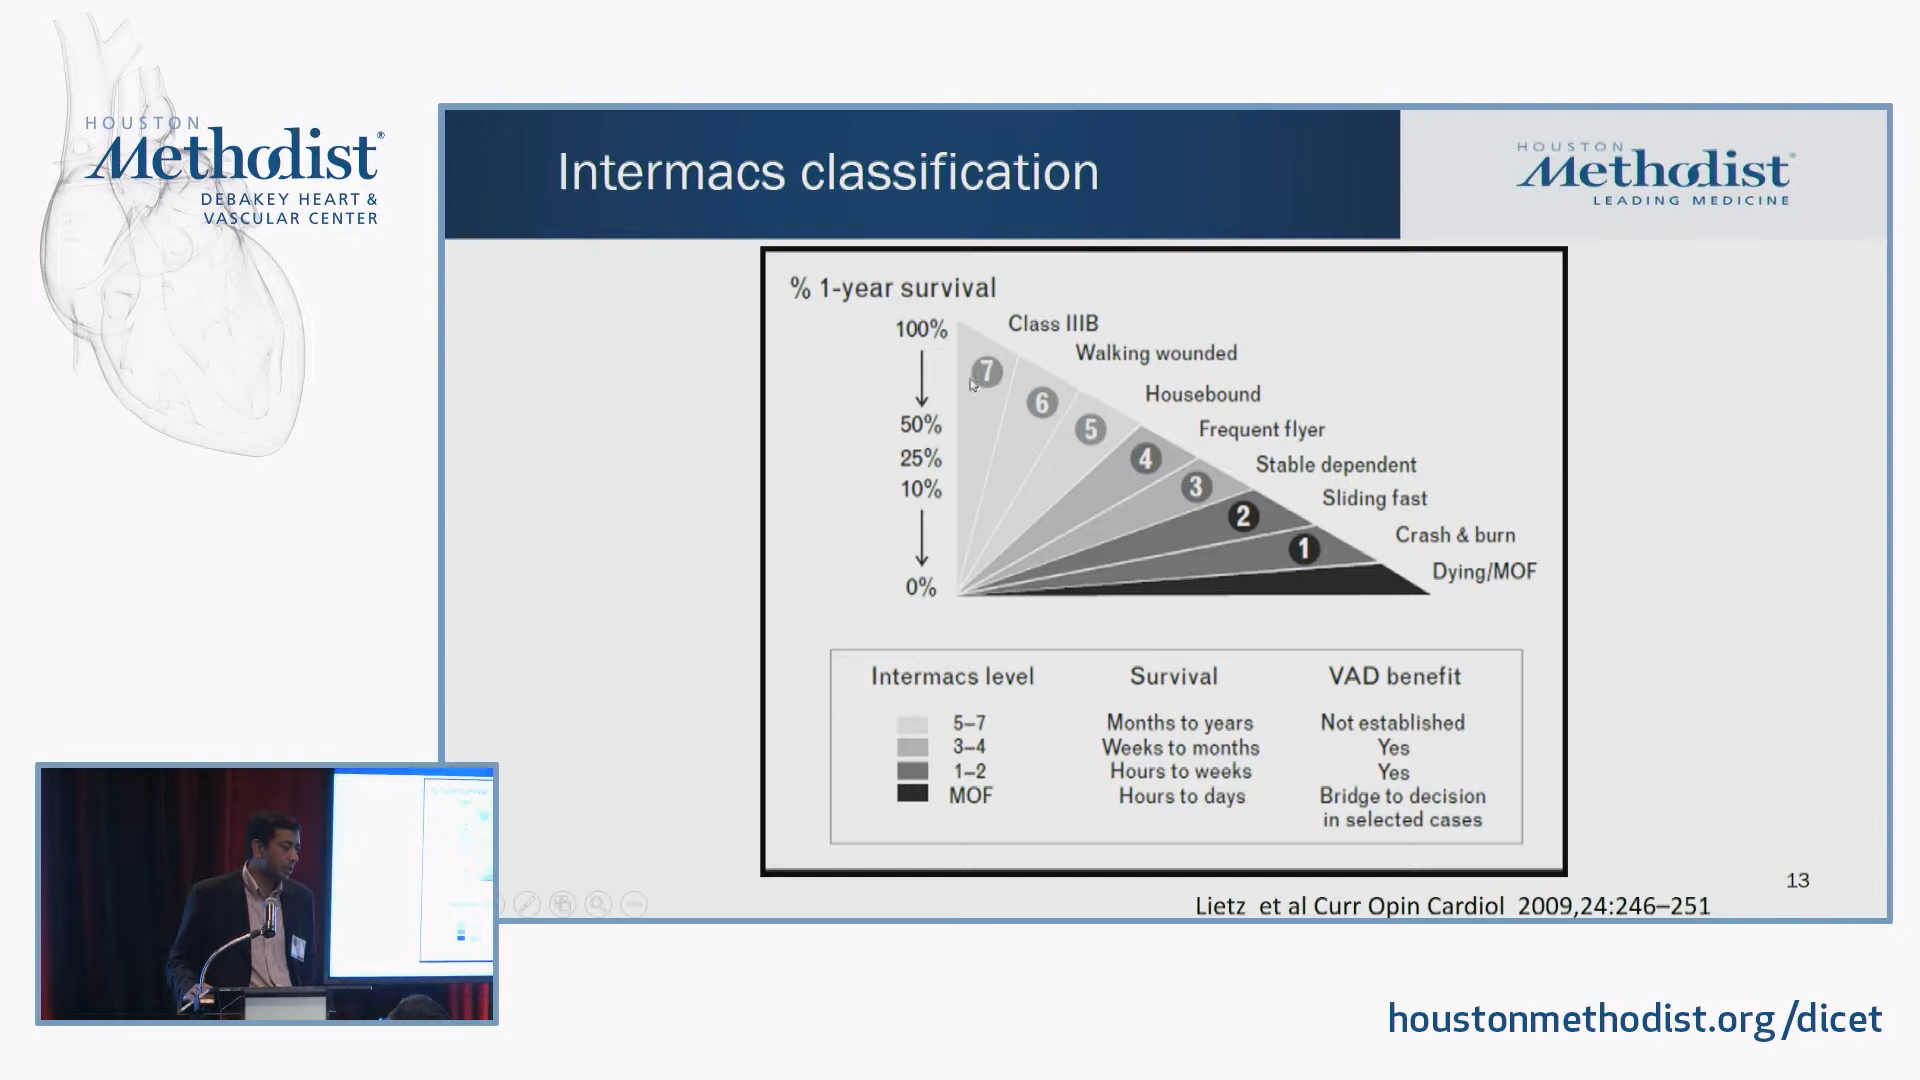 HOUSTON
Methodist®
DEBAKEY HEART &
VASCULAR CENTER
Intermacs classification
HOUSTON
Methodist®
LEADING MEDICINE
% 1-year survival
100%
50%
25%
10%
0%
Class IIIB
Walking wounded
Housebound
Frequent flyer
Stable dependent
Sliding fast
Crash & burn
Dying/MOF
7
6
5
4
3
2
1
Intermacs level Survival VAD benefit
5–7 Months to years Not established
3–4 Weeks to months Yes
1–2 Hours to weeks Yes
MOF Hours to days Bridge to decision
in selected cases
13
Lietz et al Curr Opin Cardiol 2009,24:246–251
houstonmethodist.org/dicet